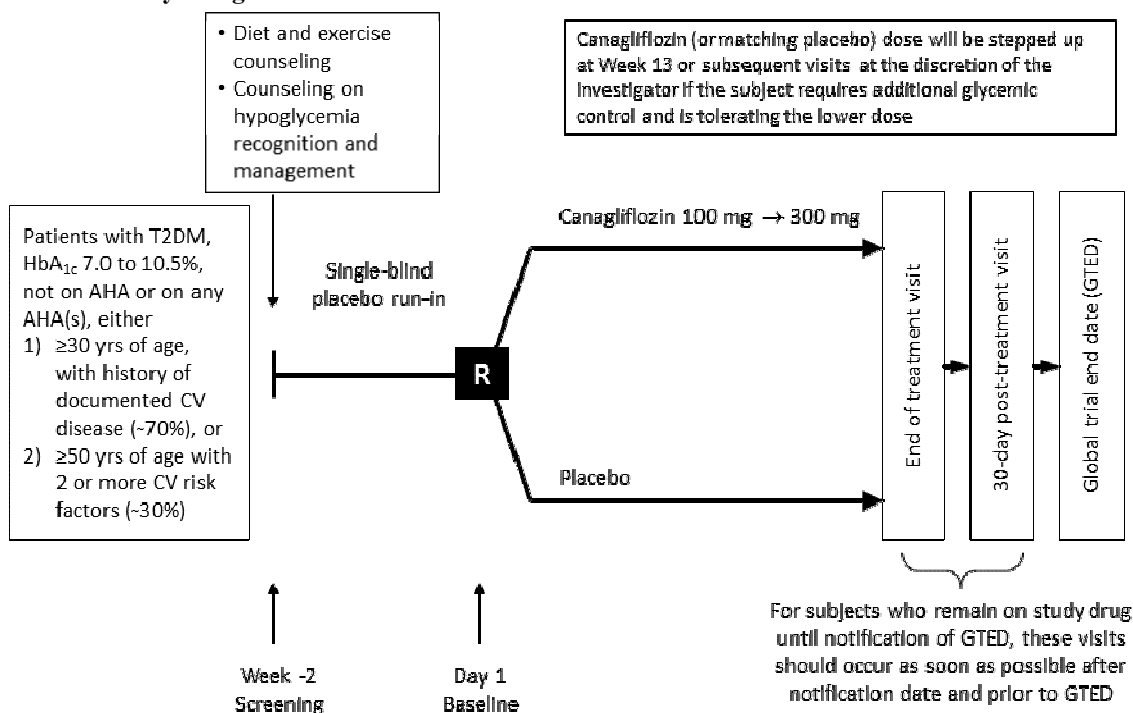 • Diet and exercise
counseling
• Counseling on
hypoglycemia
recognition and
management
Canagliflozin (or matching placebo) dose will be stepped up
at Week 13 or subsequent visits at the discretion of the
investigator if the subject requires additional glycemic
control and is tolerating the lower dose
Patients with T2DM,
HbA1c 7.0 to 10.5%,
not on AHA or on any
AHA(s), either
1) ≥30 yrs of age,
with history of
documented CV
disease (~70%), or
2) ≥50 yrs of age with
2 or more CV risk
factors (~30%)
Single-blind
placebo run-in
R
Canagliflozin 100 mg → 300 mg
Placebo
End of treatment visit
30-day post-treatment visit
Global trial end date (GTED)
Week -2
Screening
Day 1
Baseline
For subjects who remain on study drug
until notification of GTED, these visits
should occur as soon as possible after
notification date and prior to GTED